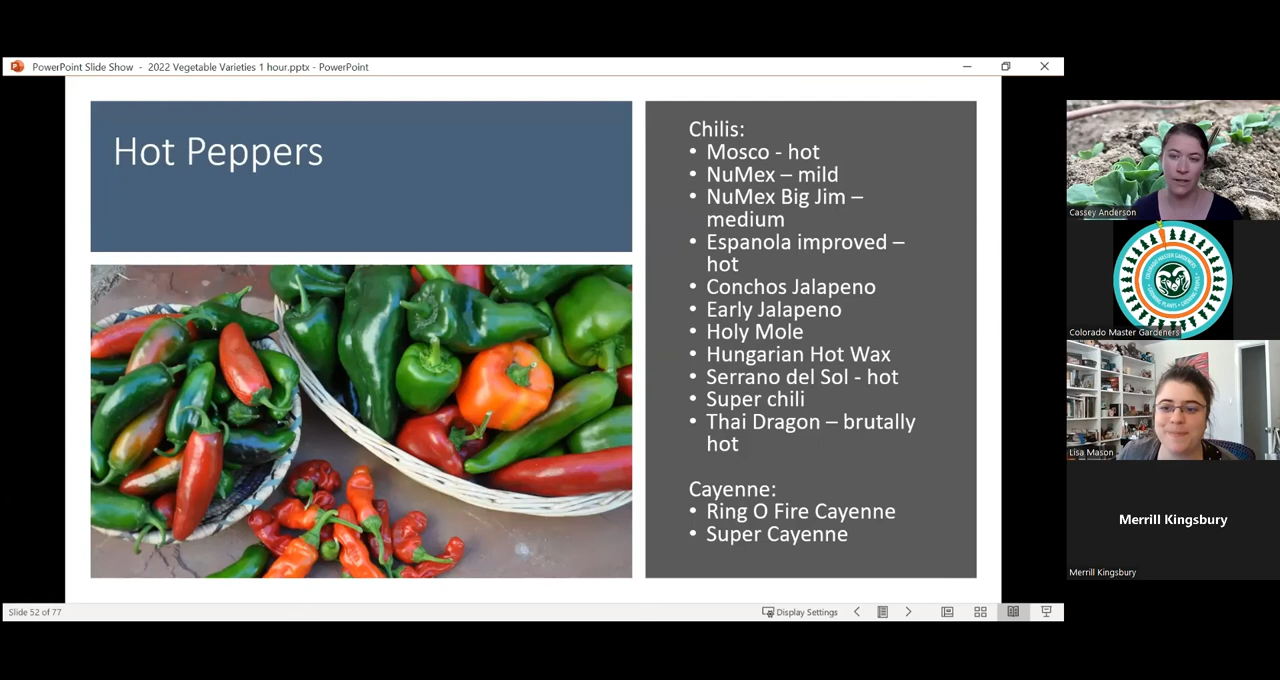 PowerPoint Slide Show - 2022 Vegetable Varieties 1 hour.pptx - PowerPoint
Hot Peppers
Chilis:
• Mosco - hot
• NuMex – mild
• NuMex Big Jim –
medium
• Espanola improved –
hot
• Conchos Jalapeno
• Early Jalapeno
• Holy Mole
• Hungarian Hot Wax
• Serrano del Sol - hot
• Super chili
• Thai Dragon – brutally
hot
Cayenne:
• Ring O Fire Cayenne
• Super Cayenne
Slide 52 of 77
Display Settings
Cassey Anderson
Colorado Master Gardeners
Lisa Mason
Merrill Kingsbury
Merrill Kingsbury